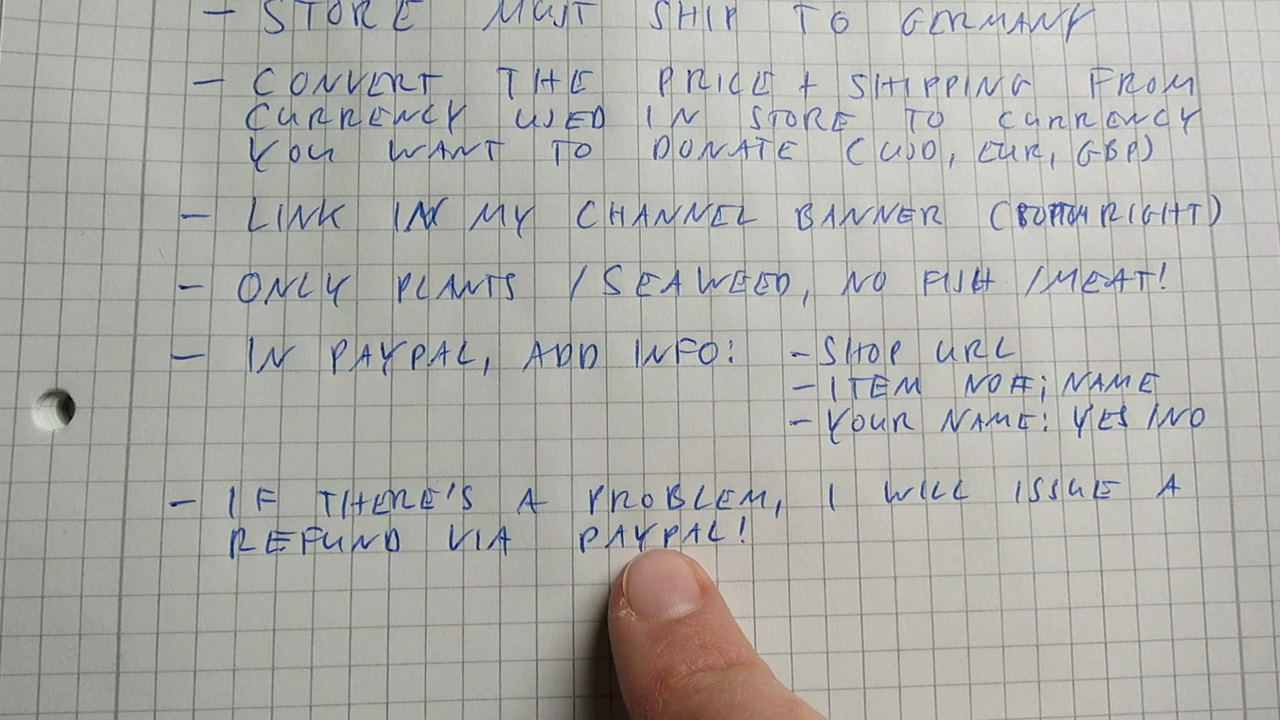 - STORE MUST SHIP TO GERMANY
- CONVERT THE PRICE + SHIPPING FROM
CURRENCY USED IN STORE TO CURRENCY
YOU WANT TO DONATE (USD, EUR, GBP)
- LINK IN MY CHANNEL BANNER (BOTTOM RIGHT)
- ONLY PLANTS / SEAWEED, NO FISH / MEAT!
- IN PAYPAL, ADD INFO: - SHOP URL
- ITEM NO#; NAME
- YOUR NAME: YES / NO
- IF THERE'S A PROBLEM, I WILL ISSUE A
REFUND VIA PAYPAL!